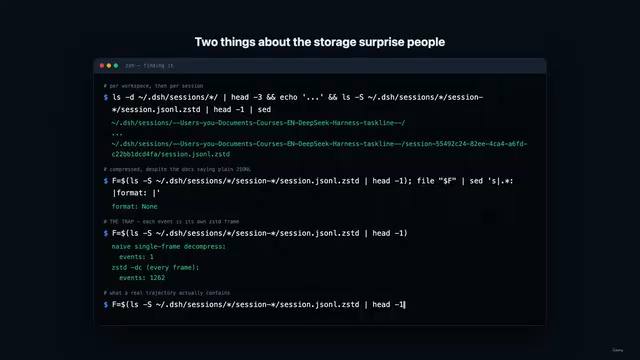 Two things about the storage surprise people
zsh — finding it
# per workspace, then per session
$ ls -d ~/.dsh/sessions/*/ | head -3 && echo '...' && ls -S ~/.dsh/sessions/*/session-
*/session.jsonl.zstd | head -1 | sed
~/.dsh/sessions/--Users-you-Documents-Courses-EN-DeepSeek-Harness-taskline--/
...
~/.dsh/sessions/--Users-you-Documents-Courses-EN-DeepSeek-Harness-taskline--/session-55492c24-82ee-4ca4-a6fd-
c22bb1dcd4fa/session.jsonl.zstd
# compressed, despite the docs saying plain JSONL
$ F=$(ls -S ~/.dsh/sessions/*/session-*/session.jsonl.zstd | head -1); file "$F" | sed 's|.*:
|format: |'
format: None
# THE TRAP — each event is its own zstd frame
$ F=$(ls -S ~/.dsh/sessions/*/session-*/session.jsonl.zstd | head -1)
naive single-frame decompress:
events: 1
zstd -dc (every frame):
events: 1262
# what a real trajectory actually contains
$ F=$(ls -S ~/.dsh/sessions/*/session-*/session.jsonl.zstd | head -1
Udemy